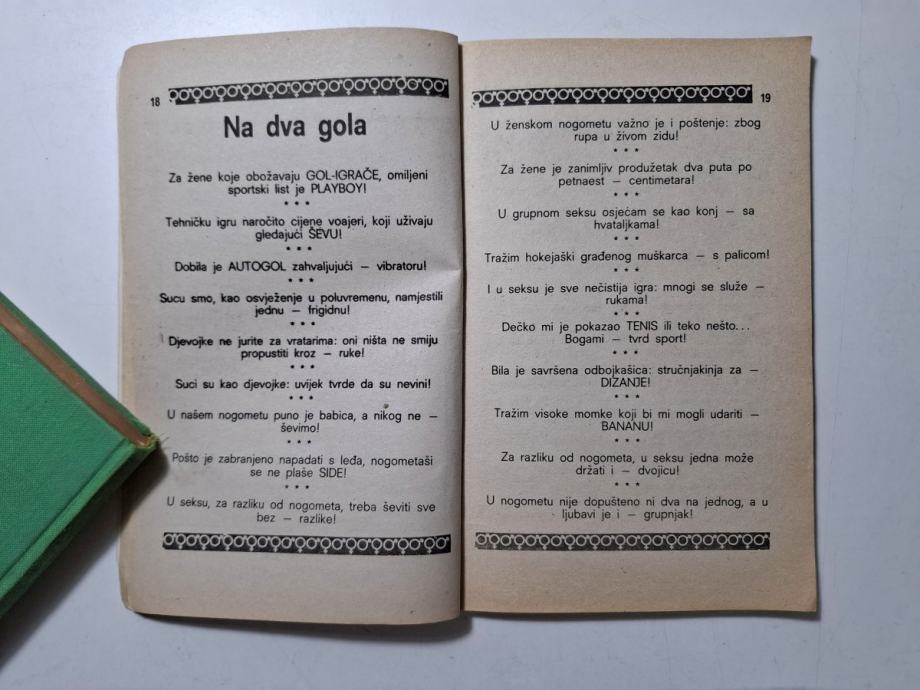 18
Na dva gola
Za žene koje obožavaju GOL-IGRAČE, omiljeni
sportski list je PLAYBOY!
* * *
Tehničku igru naročito cijene voajeri, koji uživaju
gledajući ŠEVU!
* * *
Dobila je AUTOGOL zahvaljujući — vibratoru!
* * *
Sucu smo, kao osvježenje u poluvremenu, namjestili
jednu — frigidnu!
* * *
Djevojke ne jurite za vratarima: oni ništa ne smiju
propustiti kroz — ruke!
* * *
Suci su kao djevojke: uvijek tvrde da su nevini!
* * *
U našem nogometu puno je babica, a nikog ne —
ševimo!
* * *
Pošto je zabranjeno napadati s leđa, nogometaši
se ne plaše SIDE!
* * *
U seksu, za razliku od nogometa, treba ševiti sve
bez — razlike!
19
U ženskom nogometu važno je i poštenje: zbog
rupa u živom zidu!
* * *
Za žene je zanimljiv produžetak dva puta po
petnaest — centimetara!
* * *
U grupnom seksu osjećam se kao konj — sa
hvataljkama!
* * *
Tražim hokejaški građenog muškarca — s palicom!
* * *
I u seksu je sve nečistija igra: mnogi se služe —
rukama!
* * *
Dečko mi je pokazao TENIS ili teko nešto...
Bogami — tvrd sport!
* * *
Bila je savršena odbojkašica: stručnjakinja za —
DIZANJE!
* * *
Tražim visoke momke koji bi mi mogli udariti —
BANANU!
* * *
Za razliku od nogometa, u seksu jedna može
držati i — dvojicu!
* * *
U nogometu nije dopušteno ni dva na jednog, a u
ljubavi je i — grupnjak!